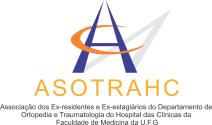 ASOTRAHC
Associação dos Ex-residentes e Ex-estagiários do Departamento de
Ortopedia e Traumatologia do Hospital das Clínicas da
Faculdade de Medicina da U.F.G